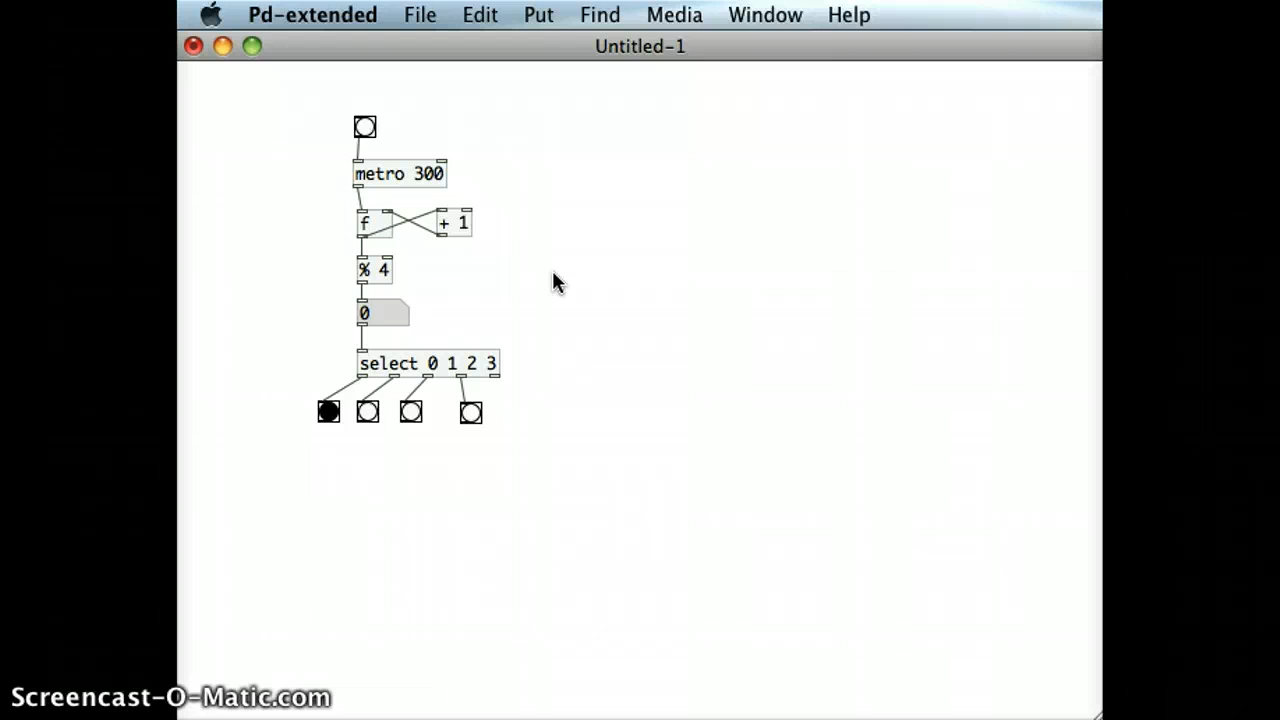 Pd-extended File Edit Put Find Media Window Help
Untitled-1
metro 300
f + 1
% 4
0
select 0 1 2 3
Screencast-O-Matic.com